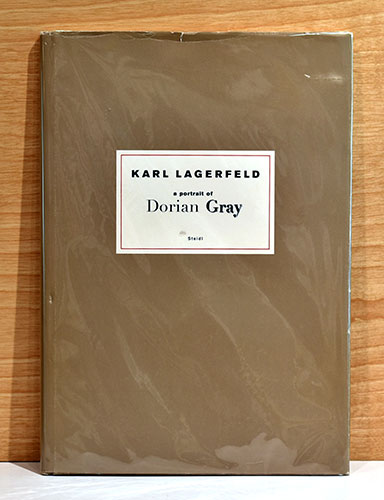 KARL LAGERFELD
a portrait of
Dorian Gray
Steidl